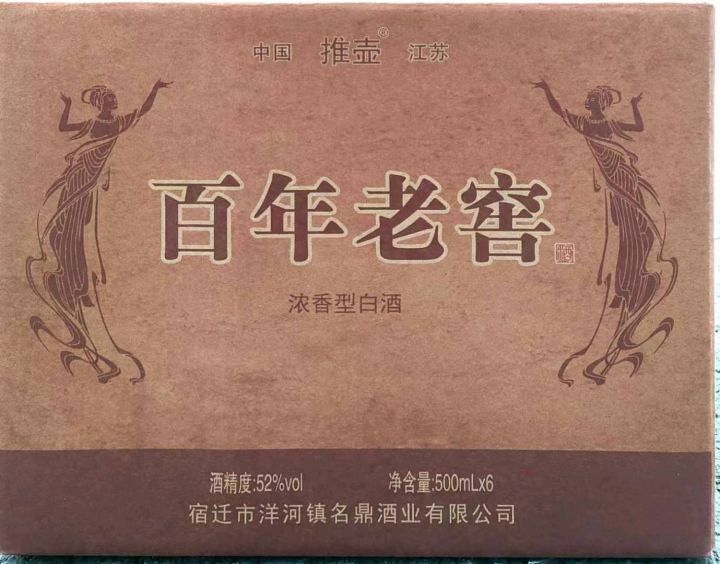 中国 推壶® 江苏
百年老窖 酒
浓香型白酒
酒精度:52%vol 净含量:500mLx6
宿迁市洋河镇名鼎酒业有限公司